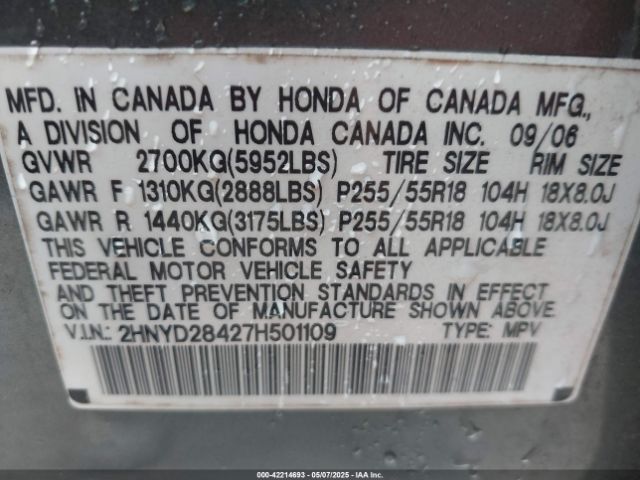 MFD. IN CANADA BY HONDA OF CANADA MFG.,
A DIVISION OF HONDA CANADA INC. 09/06
GVWR 2700KG(5952LBS) TIRE SIZE RIM SIZE
GAWR F 1310KG(2888LBS) P255/55R18 104H 18X8.0J
GAWR R 1440KG(3175LBS) P255/55R18 104H 18X8.0J
THIS VEHICLE CONFORMS TO ALL APPLICABLE
FEDERAL MOTOR VEHICLE SAFETY
AND THEFT PREVENTION STANDARDS IN EFFECT
ON THE DATE OF MANUFACTURE SHOWN ABOVE.
V.I.N.: 2HNYD28427H501109 TYPE: MPV
000-42214693 | 05/07/2025 | IAA Inc.